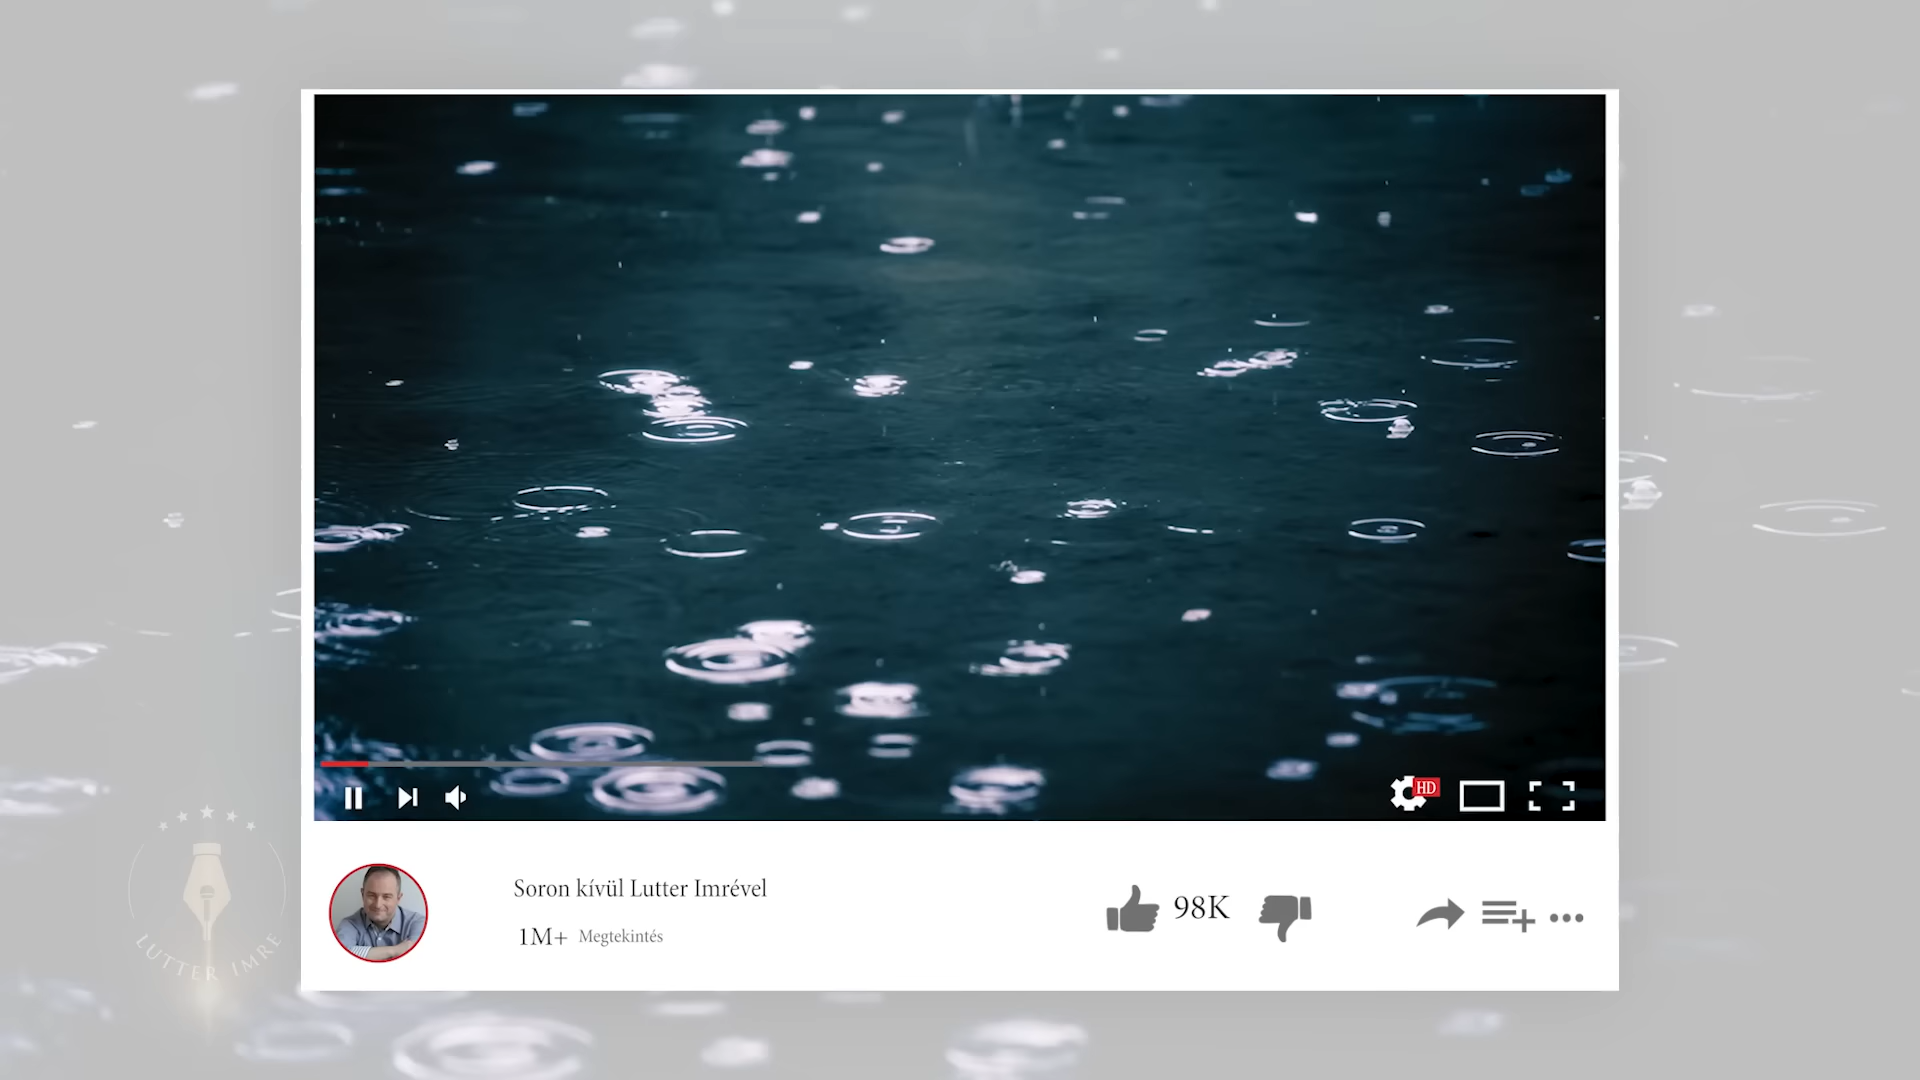 HD
Soron kívül Lutter Imrével
98K
1M+ Megtekintés
LUTTER IMRE